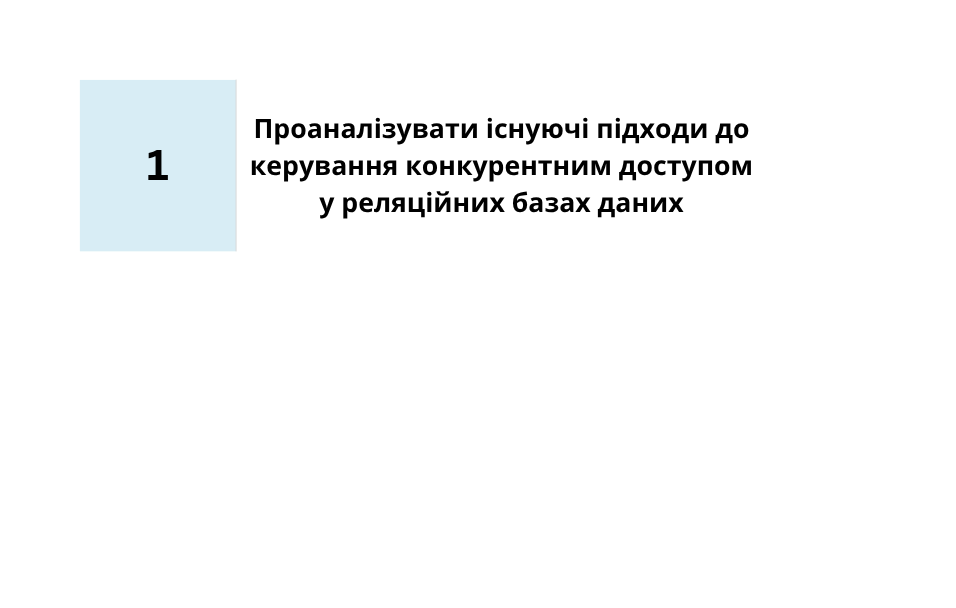 1
Проаналізувати існуючі підходи до
керування конкурентним доступом
у реляційних базах даних